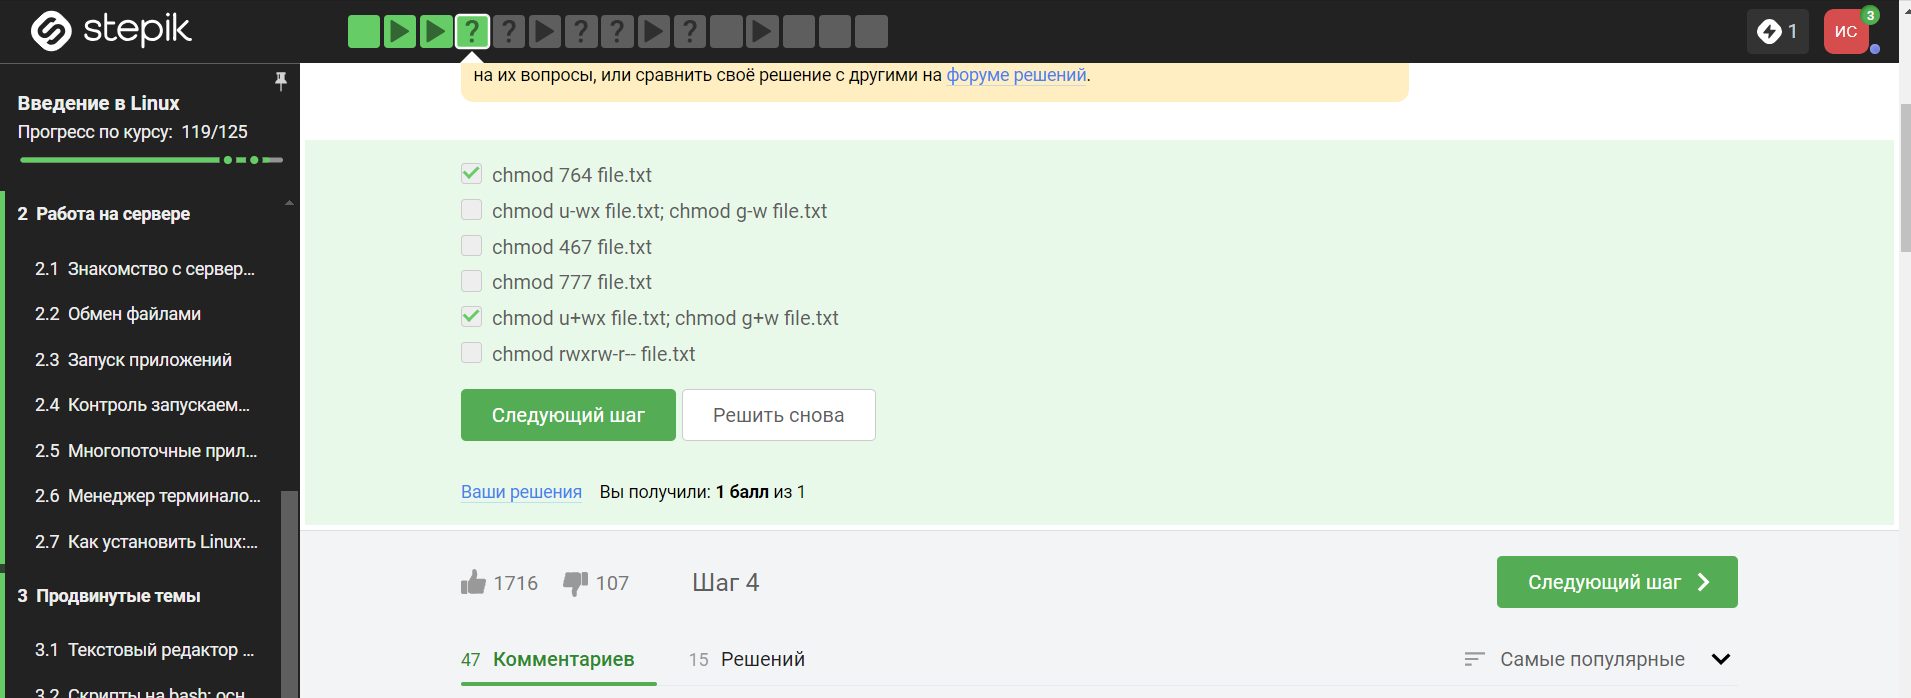 stepik
? ? ? ? ?
1
ИС
3
Введение в Linux
Прогресс по курсу: 119/125
2 Работа на сервере
2.1 Знакомство с сервер...
2.2 Обмен файлами
2.3 Запуск приложений
2.4 Контроль запускаем...
2.5 Многопоточные прил...
2.6 Менеджер терминало...
2.7 Как установить Linux:...
3 Продвинутые темы
3.1 Текстовый редактор ...
3.2 Скрипты на bash: осн
на их вопросы, или сравнить своё решение с другими на форуме решений.
chmod 764 file.txt
chmod u-wx file.txt; chmod g-w file.txt
chmod 467 file.txt
chmod 777 file.txt
chmod u+wx file.txt; chmod g+w file.txt
chmod rwxrw-r-- file.txt
Следующий шаг Решить снова
Ваши решения Вы получили: 1 балл из 1
1716 107 Шаг 4 Следующий шаг
47 Комментариев 15 Решений Самые популярные